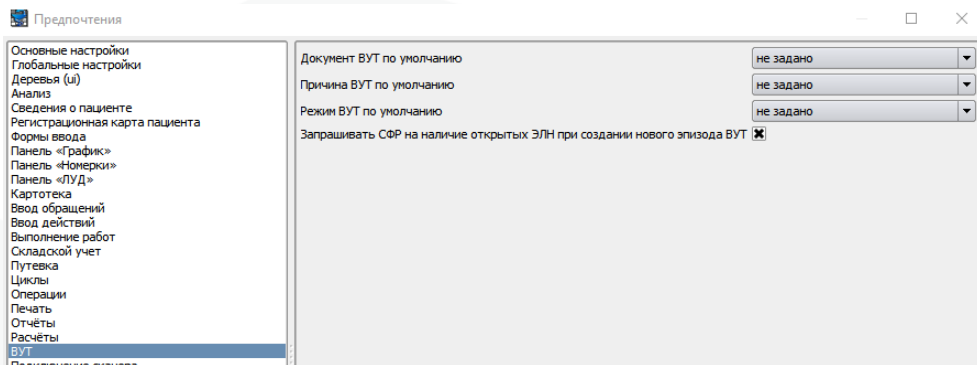 Предпочтения
Основные настройки
Глобальные настройки
Деревья (ui)
Анализ
Сведения о пациенте
Регистрационная карта пациента
Формы ввода
Панель «График»
Панель «Номерки»
Панель «ЛУД»
Картотека
Ввод обращений
Ввод действий
Выполнение работ
Складской учет
Путевка
Циклы
Операции
Печать
Отчёты
Расчёты
ВУТ
Документ ВУТ по умолчанию не задано
Причина ВУТ по умолчанию не задано
Режим ВУТ по умолчанию не задано
Запрашивать СФР на наличие открытых ЭЛН при создании нового эпизода ВУТ